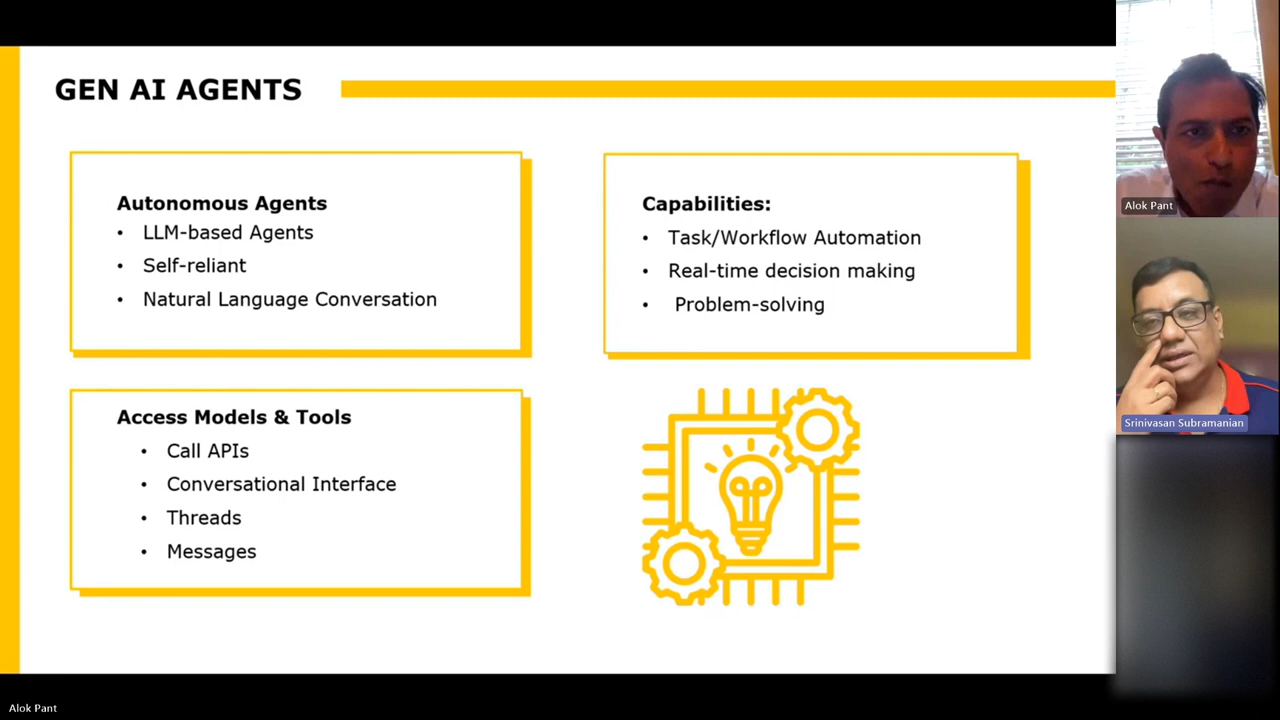 GEN AI AGENTS
Autonomous Agents
• LLM-based Agents
• Self-reliant
• Natural Language Conversation
Capabilities:
• Task/Workflow Automation
• Real-time decision making
• Problem-solving
Access Models & Tools
• Call APIs
• Conversational Interface
• Threads
• Messages
Alok Pant
Srinivasan Subramanian
Alok Pant